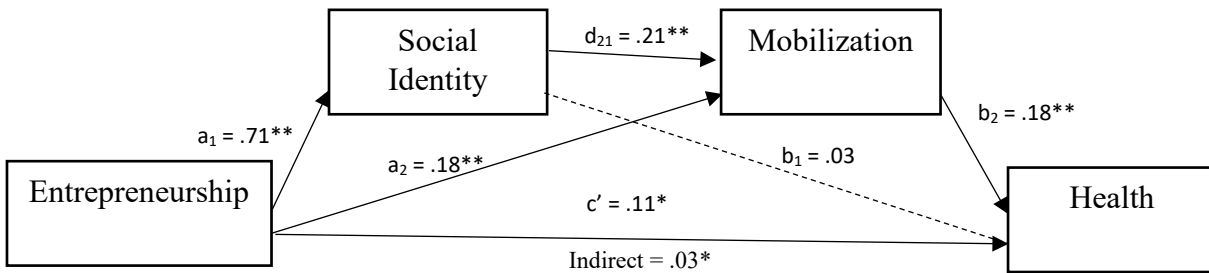 Social
Identity
d₂₁ = .21**
Mobilization
a₁ = .71**
b₂ = .18**
a₂ = .18**
b₁ = .03
Entrepreneurship
c’ = .11*
Health
Indirect = .03*